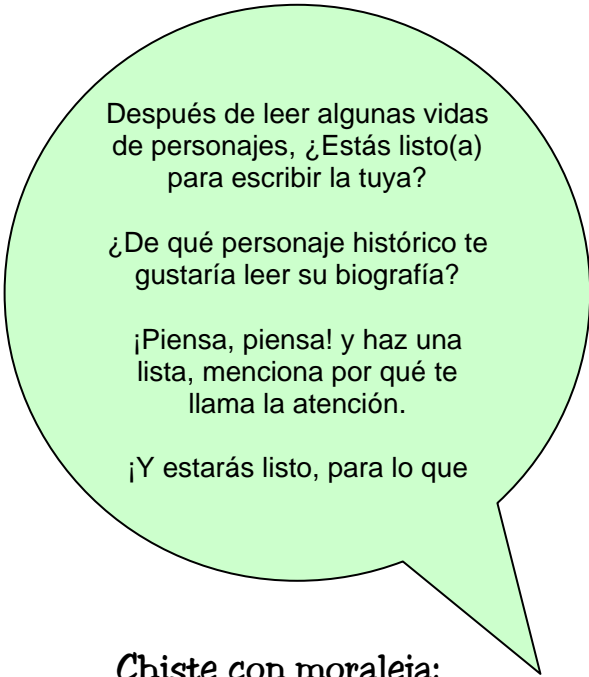 Después de leer algunas vidas
de personajes, ¿Estás listo(a)
para escribir la tuya?
¿De qué personaje histórico te
gustaría leer su biografía?
¡Piensa, piensa! y haz una
lista, menciona por qué te
llama la atención.
¡Y estarás listo, para lo que
Chiste con moraleja: